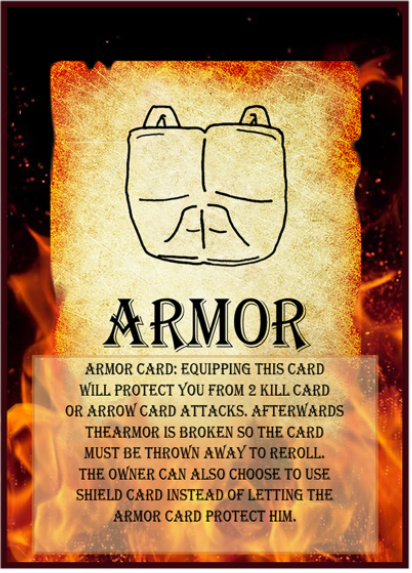 ARMOR
ARMOR CARD: EQUIPPING THIS CARD
WILL PROTECT YOU FROM 2 KILL CARD
OR ARROW CARD ATTACKS. AFTERWARDS
THEARMOR IS BROKEN SO THE CARD
MUST BE THROWN AWAY TO REROLL.
THE OWNER CAN ALSO CHOOSE TO USE
SHIELD CARD INSTEAD OF LETTING THE
ARMOR CARD PROTECT HIM.